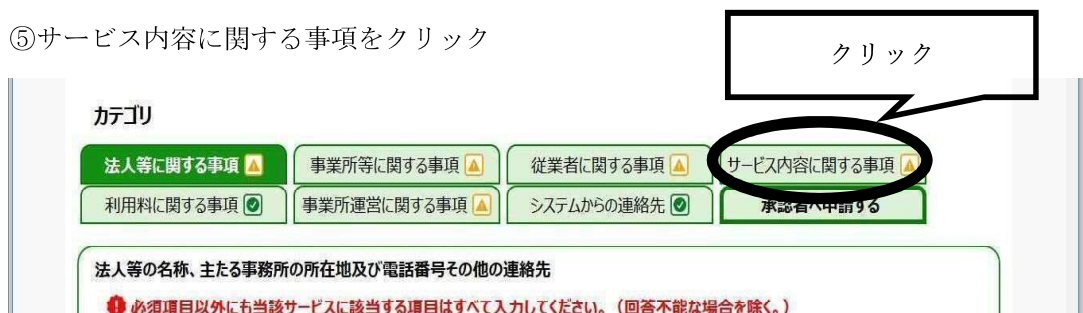 ⑤サービス内容に関する事項をクリック
クリック
カテゴリ
法人等に関する事項 事業所等に関する事項 従業者に関する事項 サービス内容に関する事項
利用料に関する事項 事業所運営に関する事項 システムからの連絡先 承認者へ申請する
法人等の名称、主たる事務所の所在地及び電話番号その他の連絡先
必須項目以外にも当該サービスに該当する項目はすべて入力してください。(回答不能な場合を除く。)